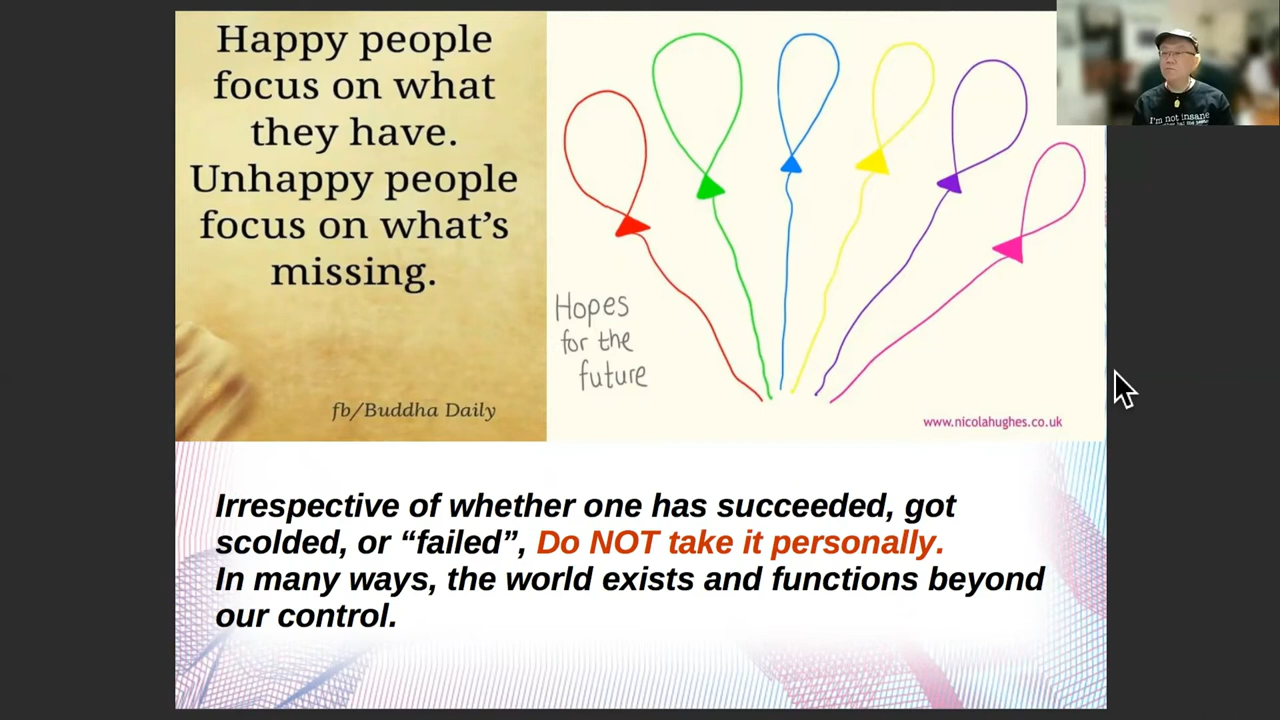 Happy people
focus on what
they have.
Unhappy people
focus on what’s
missing.
fb/Buddha Daily
Hopes
for the
future
www.nicolahughes.co.uk
I'm not insane
Irrespective of whether one has succeeded, got
scolded, or “failed”, Do NOT take it personally.
In many ways, the world exists and functions beyond
our control.